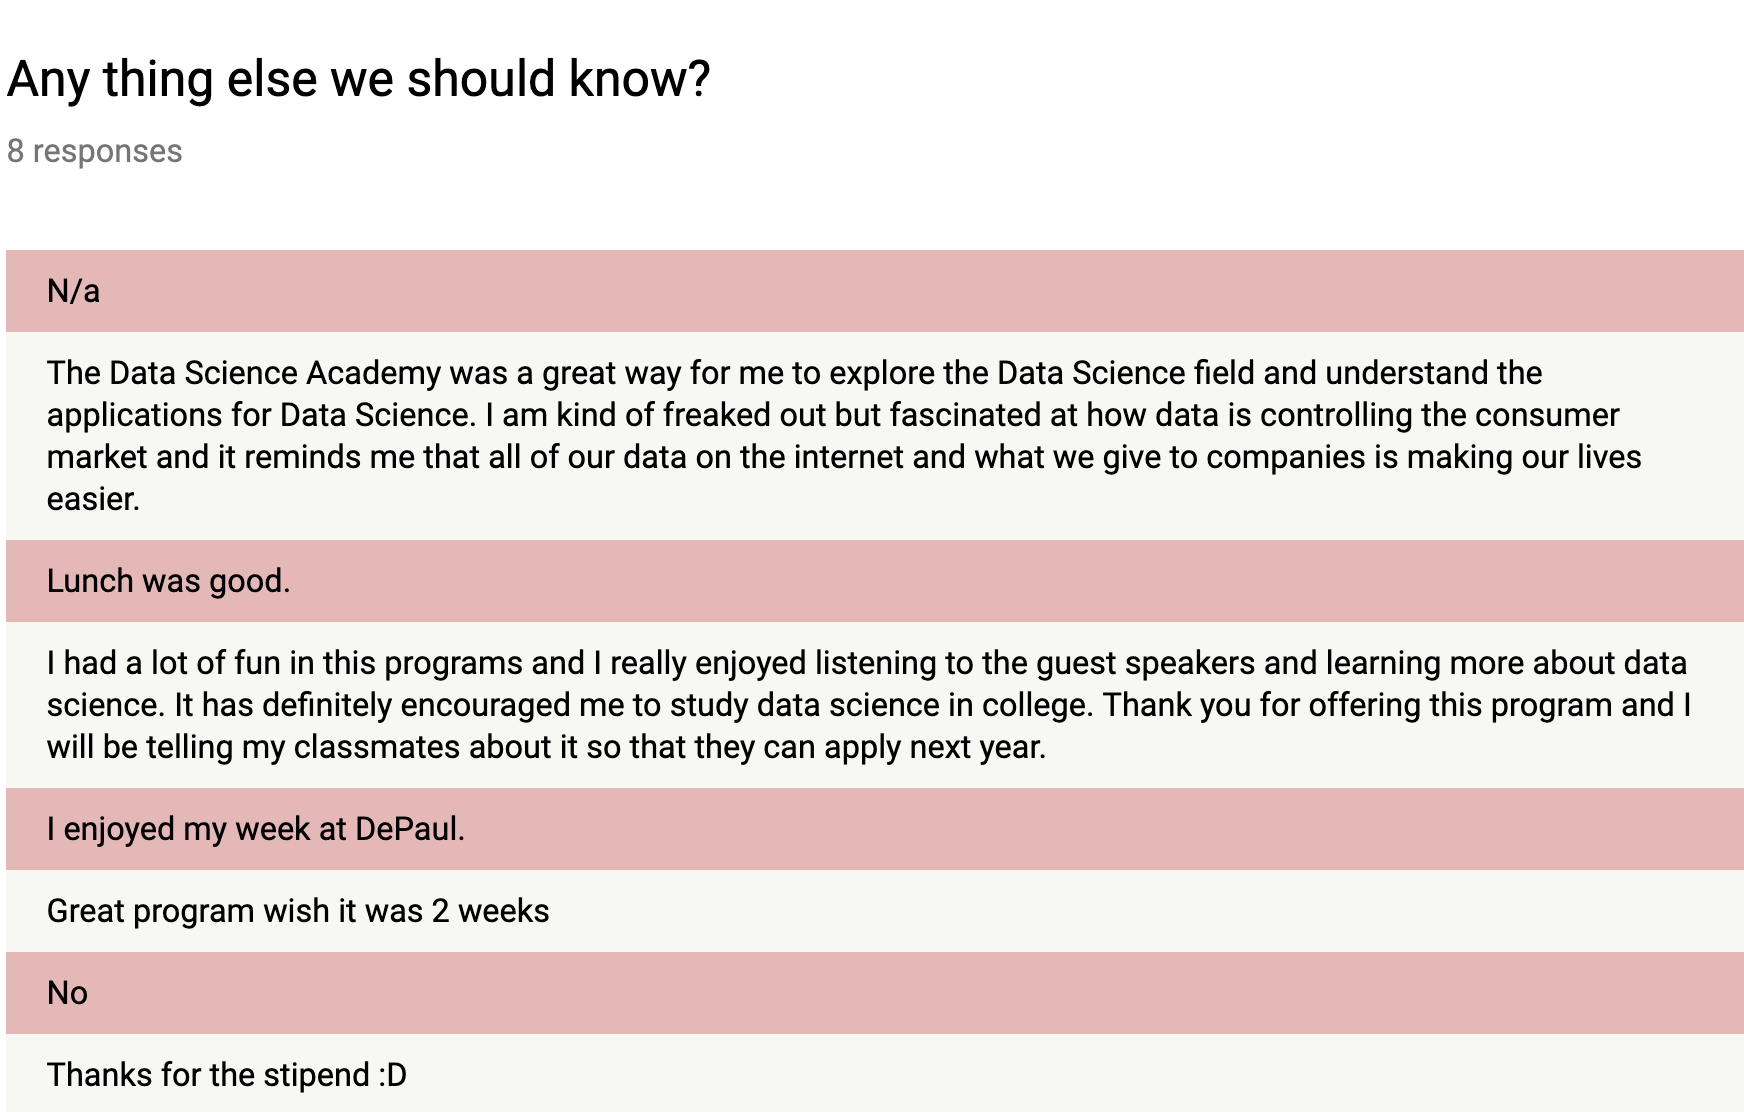 Any thing else we should know?
8 responses
N/a
The Data Science Academy was a great way for me to explore the Data Science field and understand the
applications for Data Science. I am kind of freaked out but fascinated at how data is controlling the consumer
market and it reminds me that all of our data on the internet and what we give to companies is making our lives
easier.
Lunch was good.
I had a lot of fun in this programs and I really enjoyed listening to the guest speakers and learning more about data
science. It has definitely encouraged me to study data science in college. Thank you for offering this program and I
will be telling my classmates about it so that they can apply next year.
I enjoyed my week at DePaul.
Great program wish it was 2 weeks
No
Thanks for the stipend :D